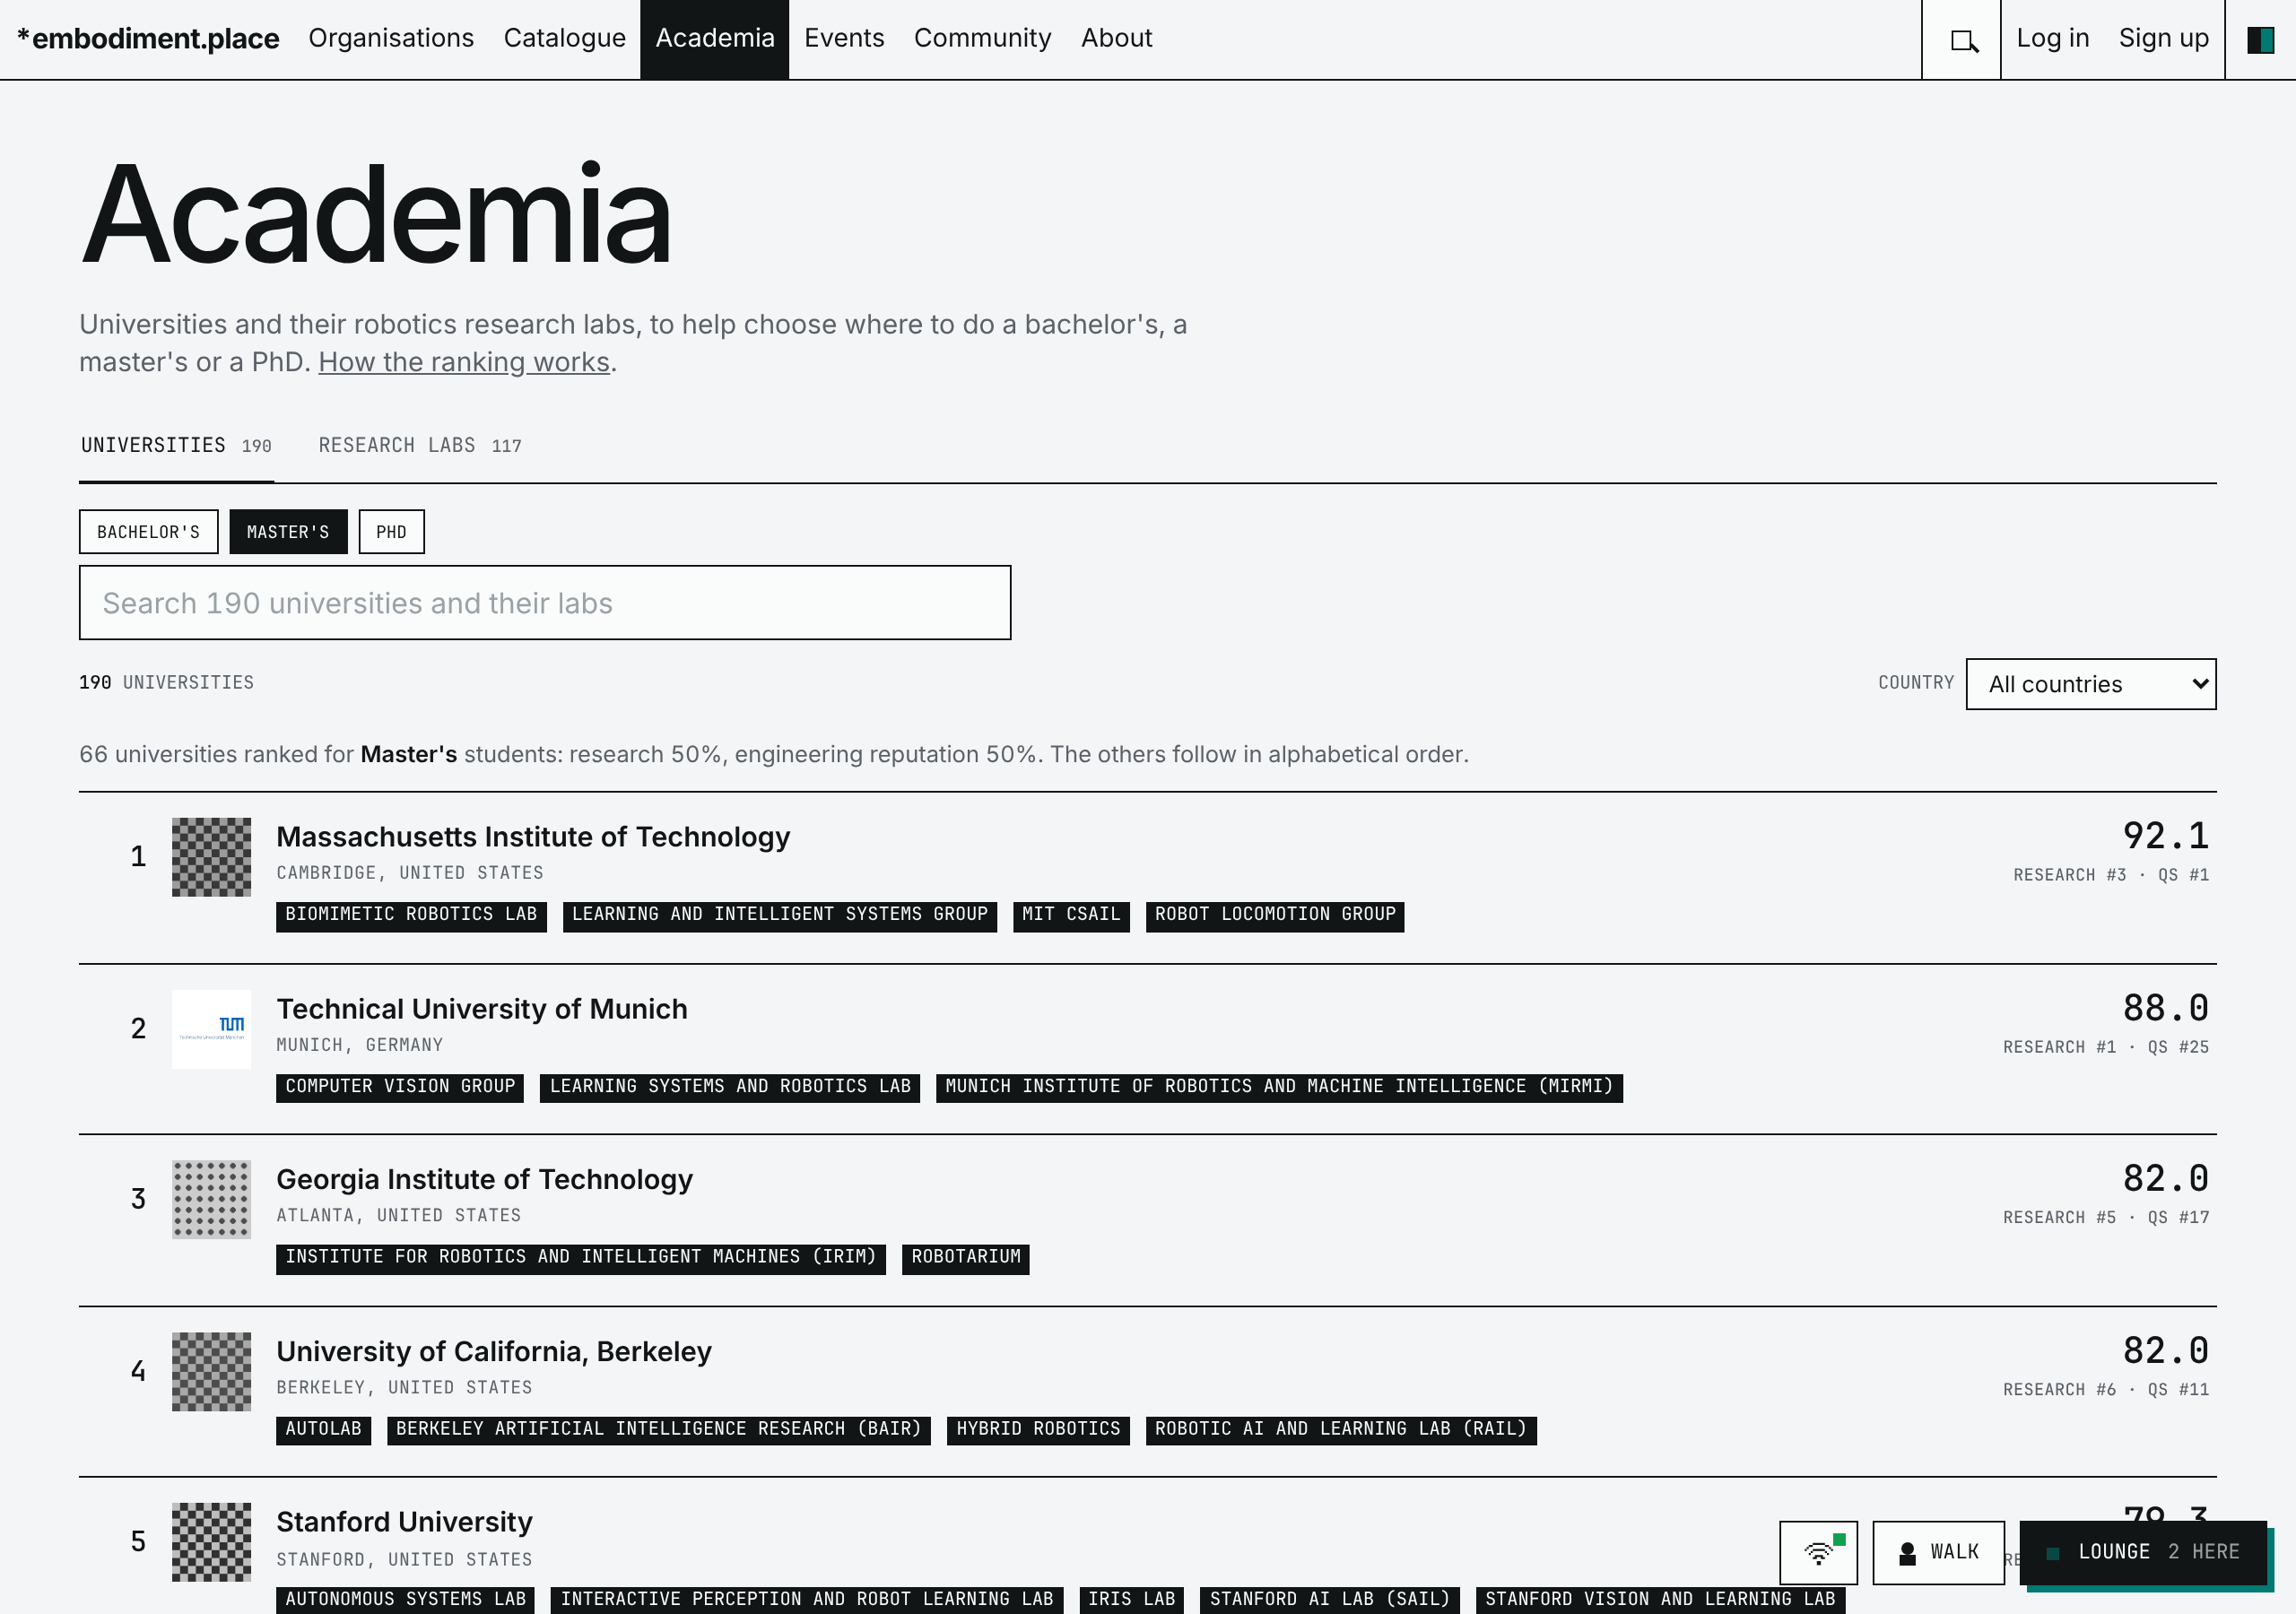 *embodiment.place Organisations Catalogue Academia Events Community About Log in Sign up
Academia
Universities and their robotics research labs, to help choose where to do a bachelor's, a
master's or a PhD. How the ranking works.
UNIVERSITIES 190 RESEARCH LABS 117
BACHELOR'S MASTER'S PHD
Search 190 universities and their labs
190 UNIVERSITIES COUNTRY All countries
66 universities ranked for Master's students: research 50%, engineering reputation 50%. The others follow in alphabetical order.
1 Massachusetts Institute of Technology 92.1
CAMBRIDGE, UNITED STATES RESEARCH #3 · QS #1
BIOMIMETIC ROBOTICS LAB LEARNING AND INTELLIGENT SYSTEMS GROUP MIT CSAIL ROBOT LOCOMOTION GROUP
2 Technical University of Munich 88.0
MUNICH, GERMANY RESEARCH #1 · QS #25
COMPUTER VISION GROUP LEARNING SYSTEMS AND ROBOTICS LAB MUNICH INSTITUTE OF ROBOTICS AND MACHINE INTELLIGENCE (MIRMI)
3 Georgia Institute of Technology 82.0
ATLANTA, UNITED STATES RESEARCH #5 · QS #17
INSTITUTE FOR ROBOTICS AND INTELLIGENT MACHINES (IRIM) ROBOTARIUM
4 University of California, Berkeley 82.0
BERKELEY, UNITED STATES RESEARCH #6 · QS #11
AUTOLAB BERKELEY ARTIFICIAL INTELLIGENCE RESEARCH (BAIR) HYBRID ROBOTICS ROBOTIC AI AND LEARNING LAB (RAIL)
5 Stanford University
STANFORD, UNITED STATES WALK LOUNGE 2 HERE
AUTONOMOUS SYSTEMS LAB INTERACTIVE PERCEPTION AND ROBOT LEARNING LAB IRIS LAB STANFORD AI LAB (SAIL) STANFORD VISION AND LEARNING LAB